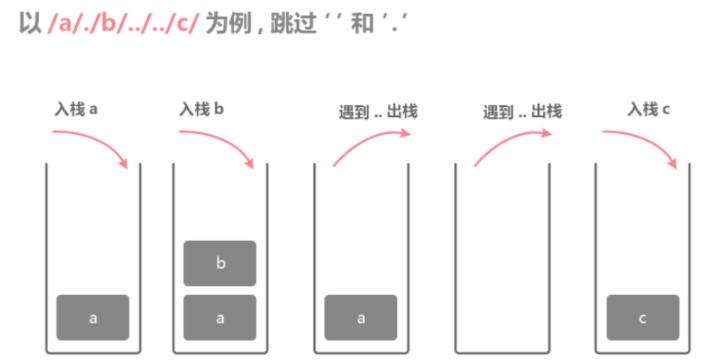 以 /a/./b/../../c/ 为例 , 跳过 ‘ ’ 和 ‘.’
入栈 a
入栈 b
遇到 .. 出栈
遇到 .. 出栈
入栈 c
b
a
a
a
c